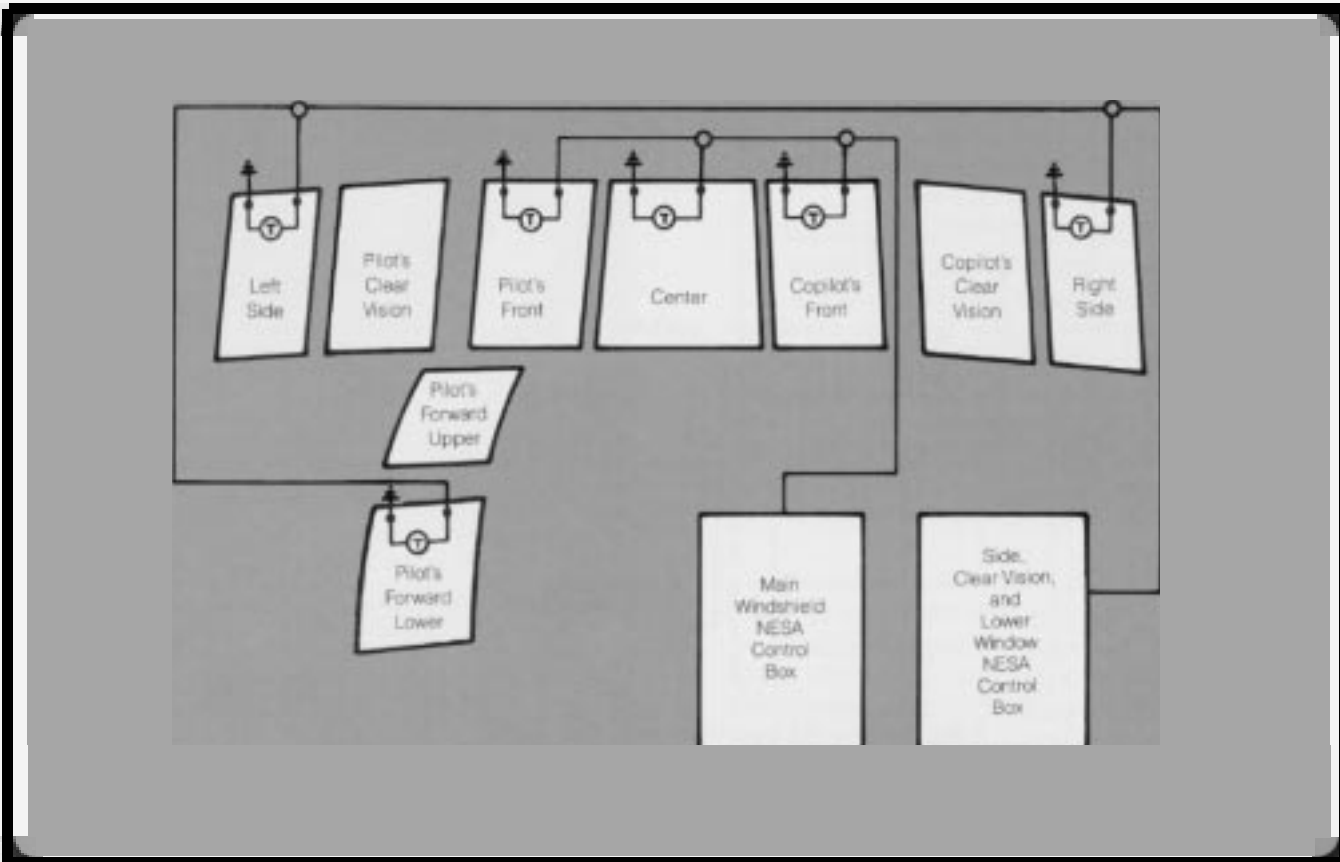 T
T
T
T
T
Left
Side
Pilot's
Clear
Vision
Pilot's
Front
Center
Copilot's
Front
Copilot's
Clear
Vision
Right
Side
Pilot's
Forward
Upper
T
Pilot's
Forward
Lower
Main
Windshield
NESA
Control
Box
Side,
Clear Vision,
and
Lower
Window
NESA
Control
Box